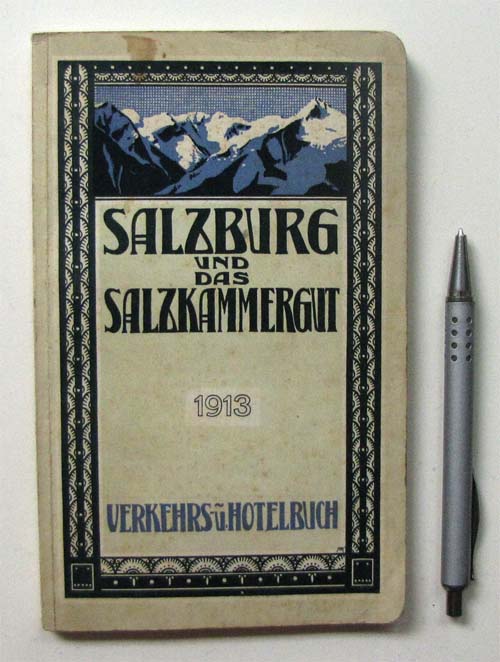 SALZBURG
UND
DAS
SALZKAMMERGUT
1913
VERKEHRS-u. HOTELBUCH